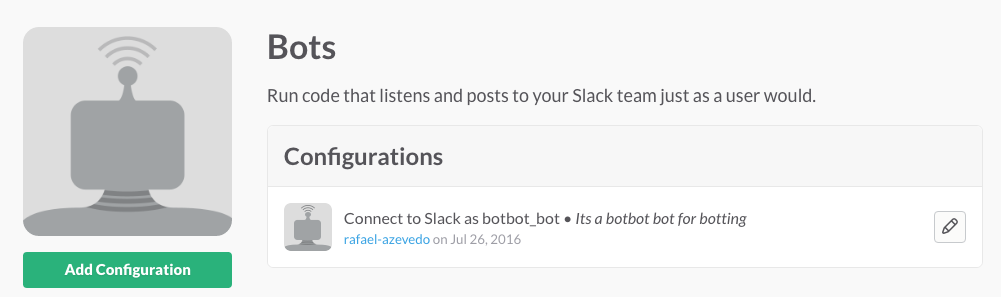 Bots
Run code that listens and posts to your Slack team just as a user would.
Configurations
Connect to Slack as botbot_bot • Its a botbot bot for botting
rafael-azevedo on Jul 26, 2016
Add Configuration